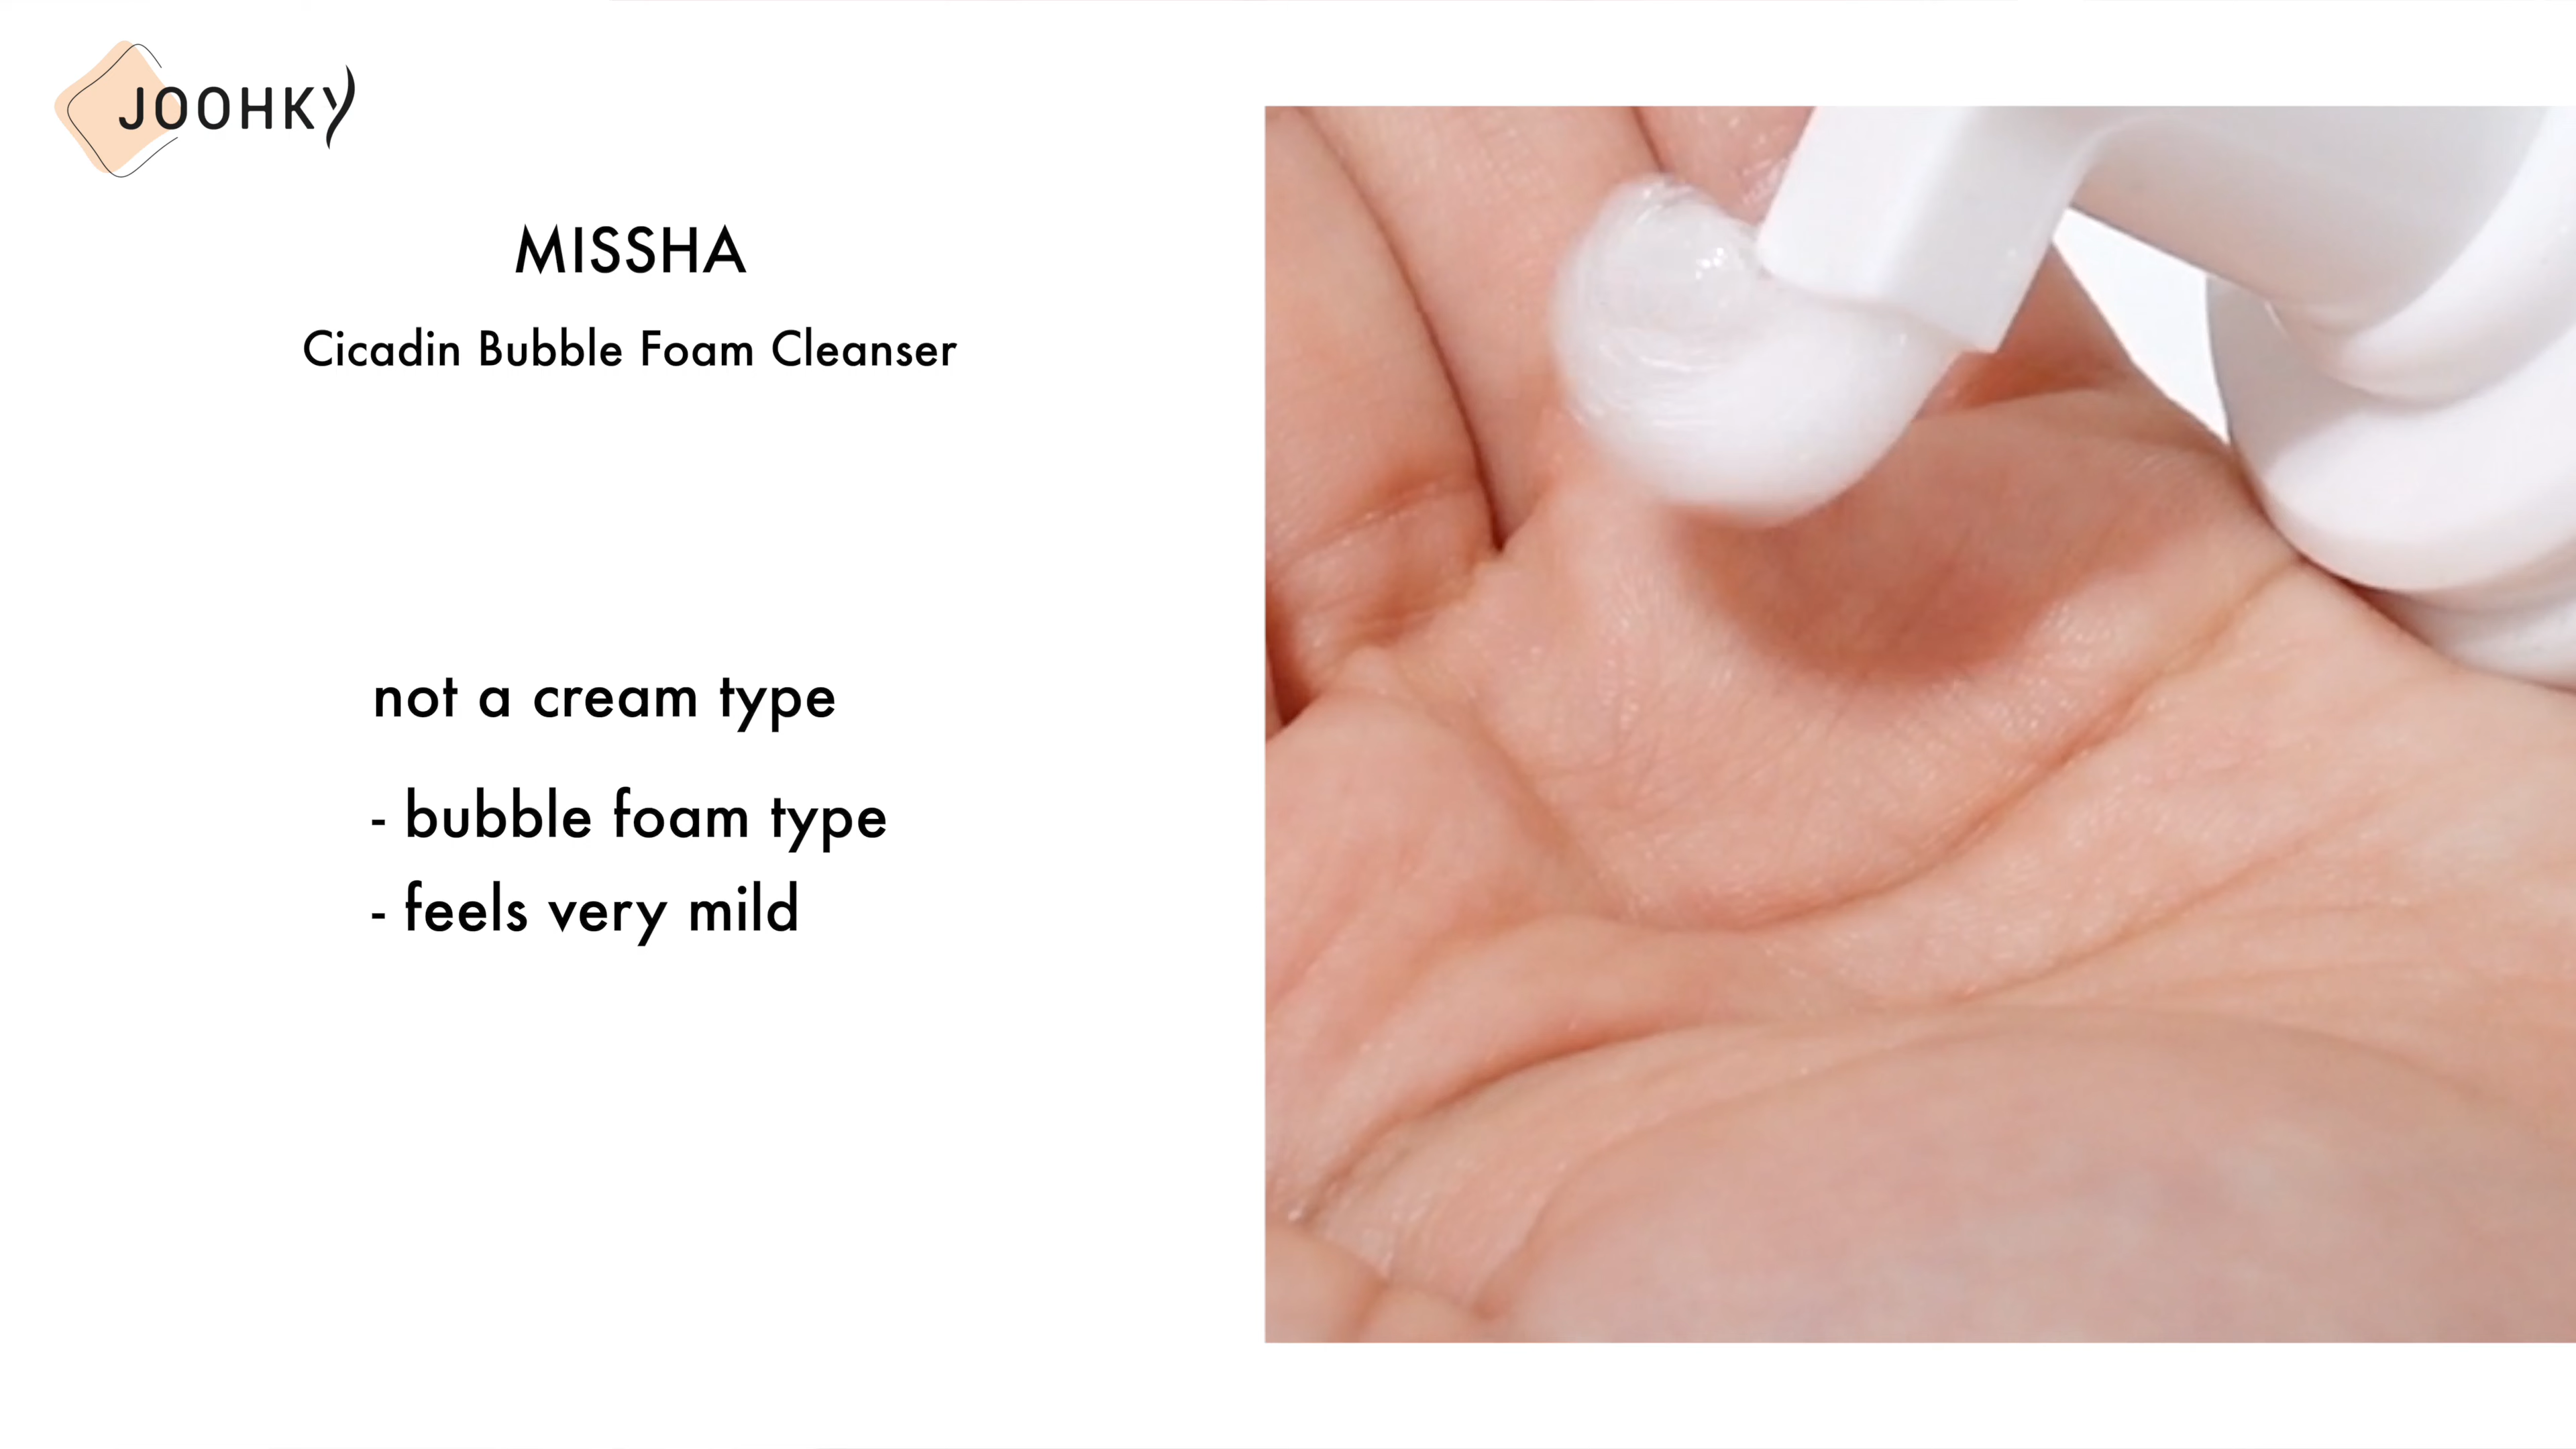 JOOHKY
MISSHA
Cicadin Bubble Foam Cleanser
not a cream type
- bubble foam type
- feels very mild